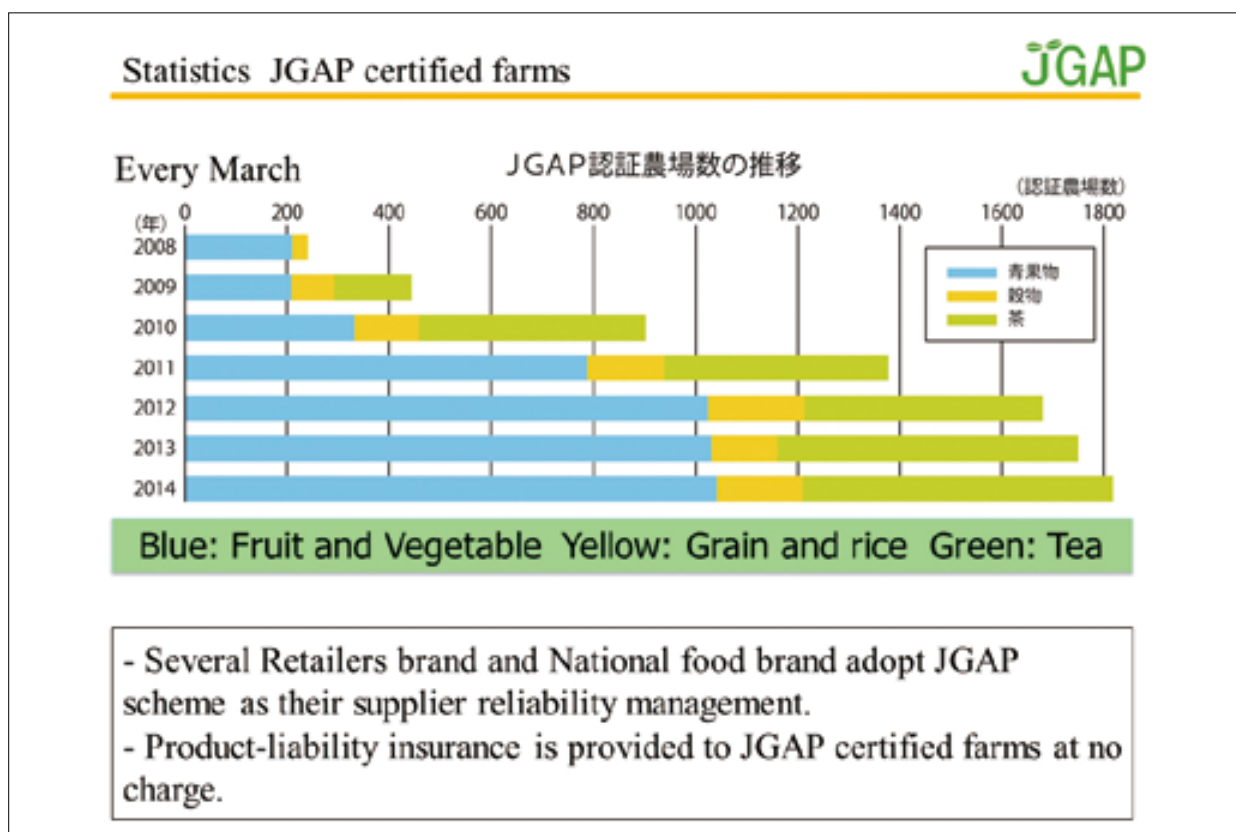 Statistics JGAP certified farms
JGAP
Every March
JGAP認証農場数の推移
(認証農場数)
(年)
0 200 400 600 800 1000 1200 1400 1600 1800
2008
2009
2010
2011
2012
2013
2014
青果物
穀物
茶
Blue: Fruit and Vegetable Yellow: Grain and rice Green: Tea
- Several Retailers brand and National food brand adopt JGAP
scheme as their supplier reliability management.
- Product-liability insurance is provided to JGAP certified farms at no
charge.